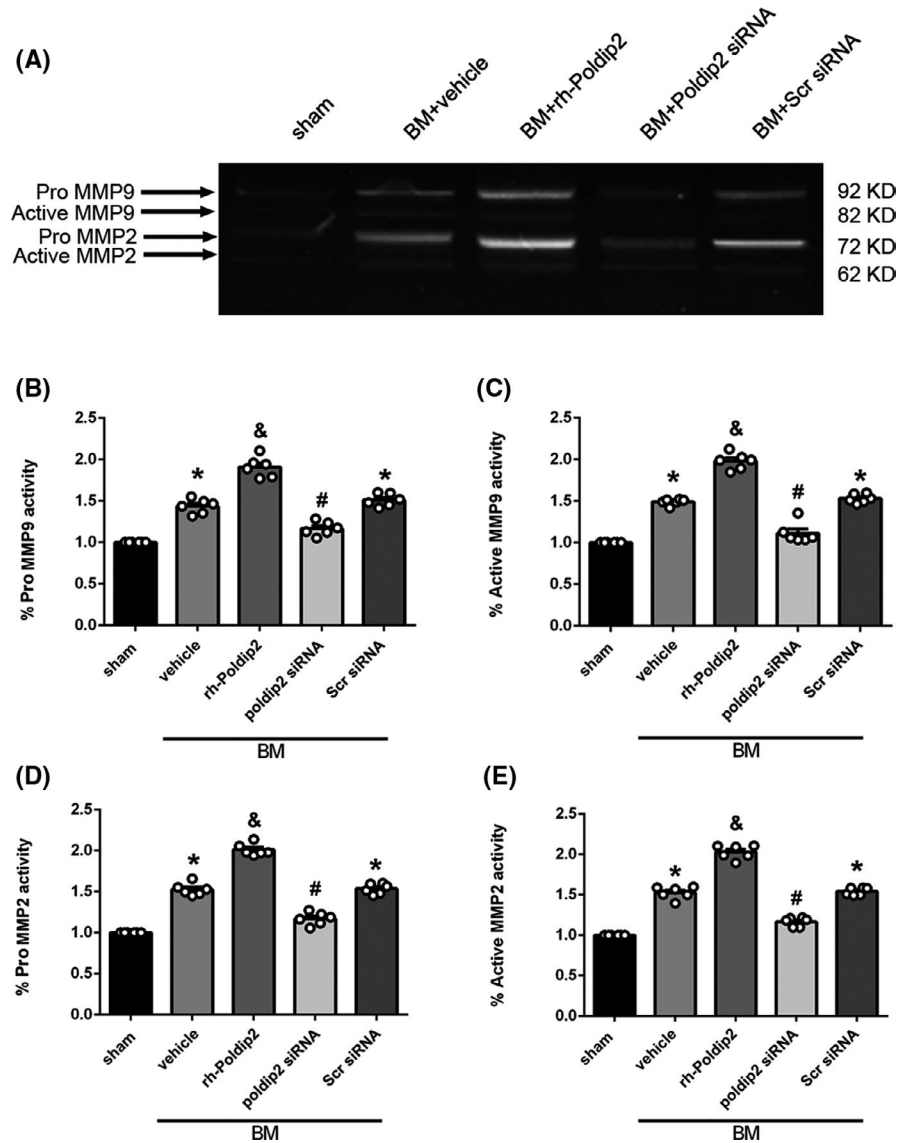 (A)
sham
BM+vehicle
BM+rh-Poldip2
BM+Poldip2 siRNA
BM+Scr siRNA
Pro MMP9
92 KD
Active MMP9
82 KD
Pro MMP2
72 KD
Active MMP2
62 KD
(B)
% Pro MMP9 activity
2.5
2.0
1.5
1.0
0.5
0.0
*
&
#
*
sham
vehicle
rh-Poldip2
poldip2 siRNA
Scr siRNA
BM
(C)
% Active MMP9 activity
2.5
2.0
1.5
1.0
0.5
0.0
*
&
#
*
sham
vehicle
rh-Poldip2
poldip2 siRNA
Scr siRNA
BM
(D)
% Pro MMP2 activity
2.5
2.0
1.5
1.0
0.5
0.0
*
&
#
*
sham
vehicle
rh-Poldip2
poldip2 siRNA
Scr siRNA
BM
(E)
% Active MMP2 activity
2.5
2.0
1.5
1.0
0.5
0.0
*
&
#
*
sham
vehicle
rh-Poldip2
poldip2 siRNA
Scr siRNA
BM